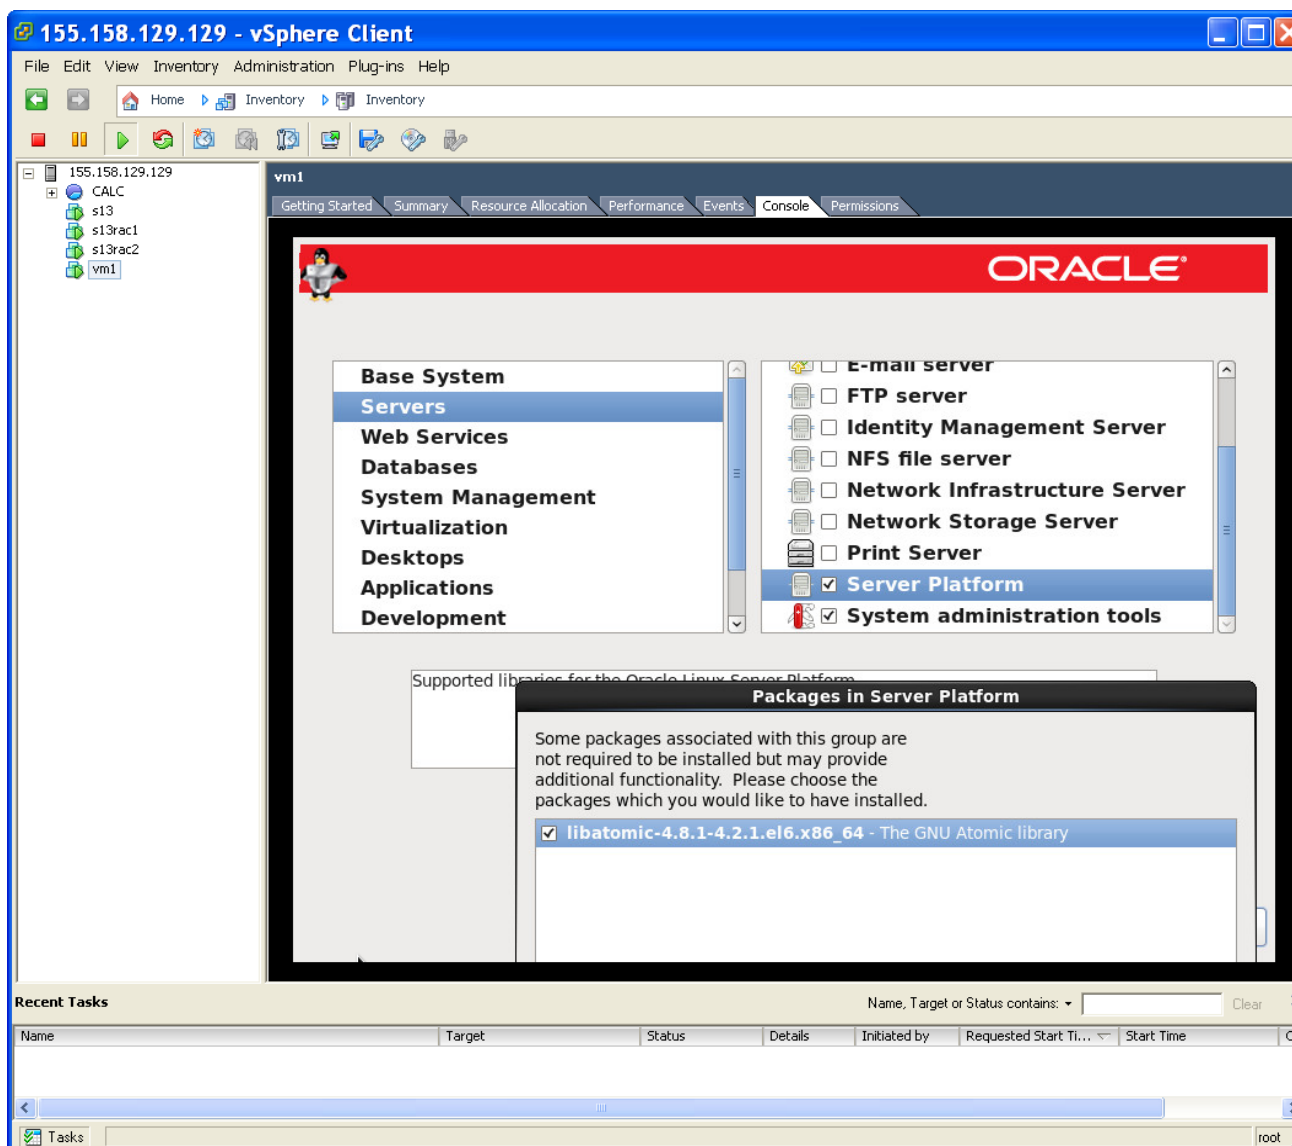 155.158.129.129 - vSphere Client
File Edit View Inventory Administration Plug-ins Help
Home Inventory Inventory
155.158.129.129
CALC
s13
s13rac1
s13rac2
vm1
vm1
Getting Started Summary Resource Allocation Performance Events Console Permissions
ORACLE
Base System
Servers
Web Services
Databases
System Management
Virtualization
Desktops
Applications
Development
E-mail server
FTP server
Identity Management Server
NFS file server
Network Infrastructure Server
Network Storage Server
Print Server
Server Platform
System administration tools
Supported libraries for the Oracle Linux Server Platform
Packages in Server Platform
Some packages associated with this group are
not required to be installed but may provide
additional functionality. Please choose the
packages which you would like to have installed.
libatomic-4.8.1-4.2.1.el6.x86_64 - The GNU Atomic library
Recent Tasks
Name, Target or Status contains: Clear
Name Target Status Details Initiated by Requested Start Ti... Start Time
Tasks
root